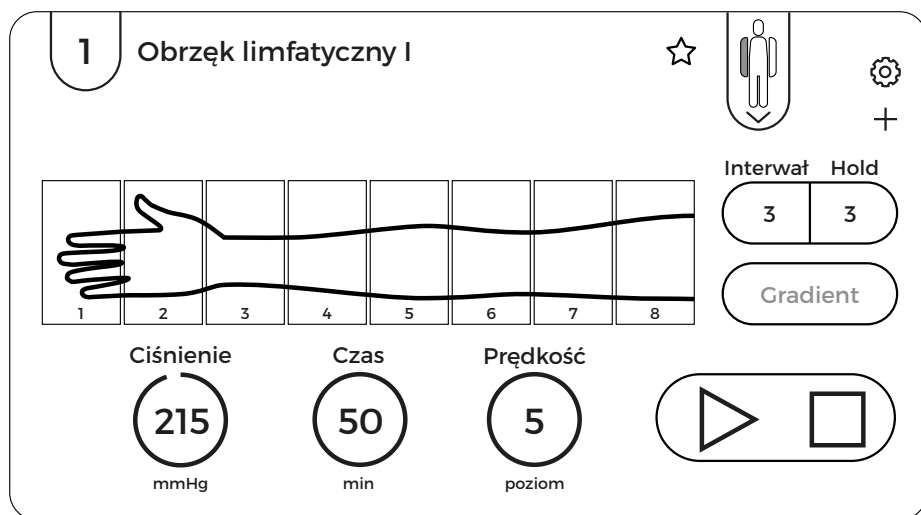 1
Obrzęk limfatyczny I
Interwał Hold
3 3
Gradient
1 2 3 4 5 6 7 8
Ciśnienie Czas Prędkość
215 50 5
mmHg min poziom